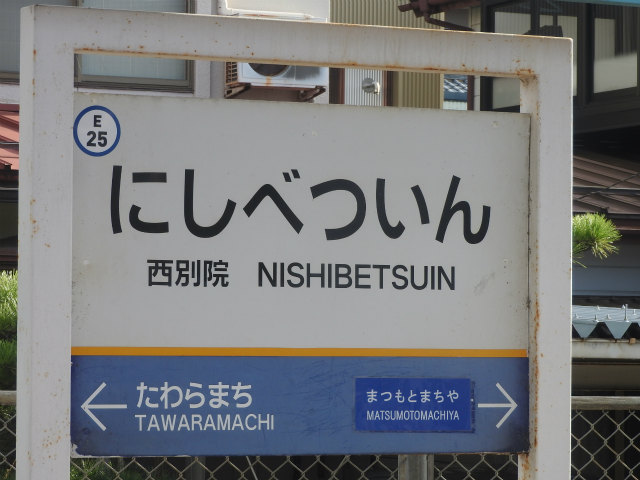 E
25
にしべついん
西別院 NISHIBETSUIN
たわらまち
TAWARAMACHI
まつもとまちや
MATSUMOTOMACHIYA